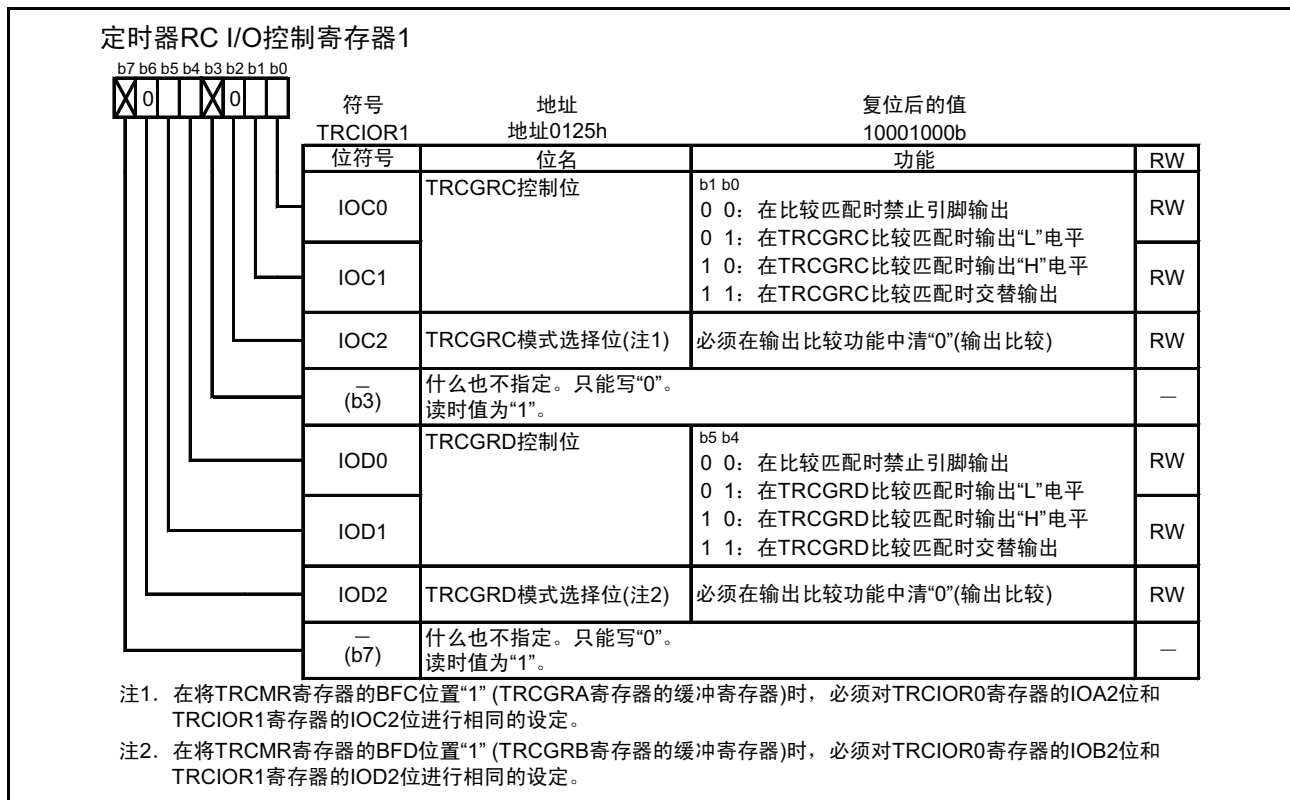 定时器RC I/O控制寄存器1
b7 b6 b5 b4 b3 b2 b1 b0
0 0
符号 地址 复位后的值
TRCIOR1 地址0125h 10001000b
位符号 位名 功能 RW
IOC0 TRCGRC控制位 b1 b0 RW
0 0：在比较匹配时禁止引脚输出
0 1：在TRCGRC比较匹配时输出“L”电平
IOC1 1 0：在TRCGRC比较匹配时输出“H”电平 RW
1 1：在TRCGRC比较匹配时交替输出
IOC2 TRCGRC模式选择位(注1) 必须在输出比较功能中清“0”(输出比较) RW
— (b3) 什么也不指定。只能写“0”。 —
读时值为“1”。
IOD0 TRCGRD控制位 b5 b4 RW
0 0：在比较匹配时禁止引脚输出
0 1：在TRCGRD比较匹配时输出“L”电平
IOD1 1 0：在TRCGRD比较匹配时输出“H”电平 RW
1 1：在TRCGRD比较匹配时交替输出
IOD2 TRCGRD模式选择位(注2) 必须在输出比较功能中清“0”(输出比较) RW
— (b7) 什么也不指定。只能写“0”。 —
读时值为“1”。
注1. 在将TRCMR寄存器的BFC位置“1” (TRCGRA寄存器的缓冲寄存器)时，必须对TRCIOR0寄存器的IOA2位和
TRCIOR1寄存器的IOC2位进行相同的设定。
注2. 在将TRCMR寄存器的BFD位置“1” (TRCGRB寄存器的缓冲寄存器)时，必须对TRCIOR0寄存器的IOB2位和
TRCIOR1寄存器的IOD2位进行相同的设定。